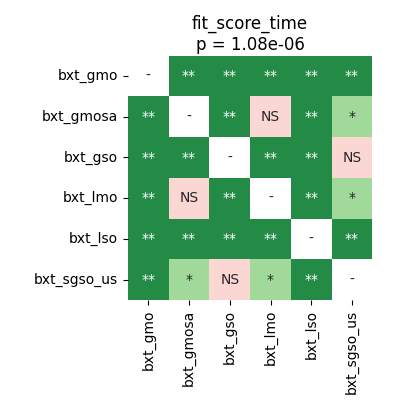 fit_score_time
p = 1.08e-06
bxt_gmo - ** ** ** ** **
bxt_gmosa ** - ** NS ** *
bxt_gso ** ** - ** ** NS
bxt_lmo ** NS ** - ** *
bxt_lso ** ** ** ** - **
bxt_sgso_us ** * NS * ** -
bxt_gmo bxt_gmosa bxt_gso bxt_lmo bxt_lso bxt_sgso_us